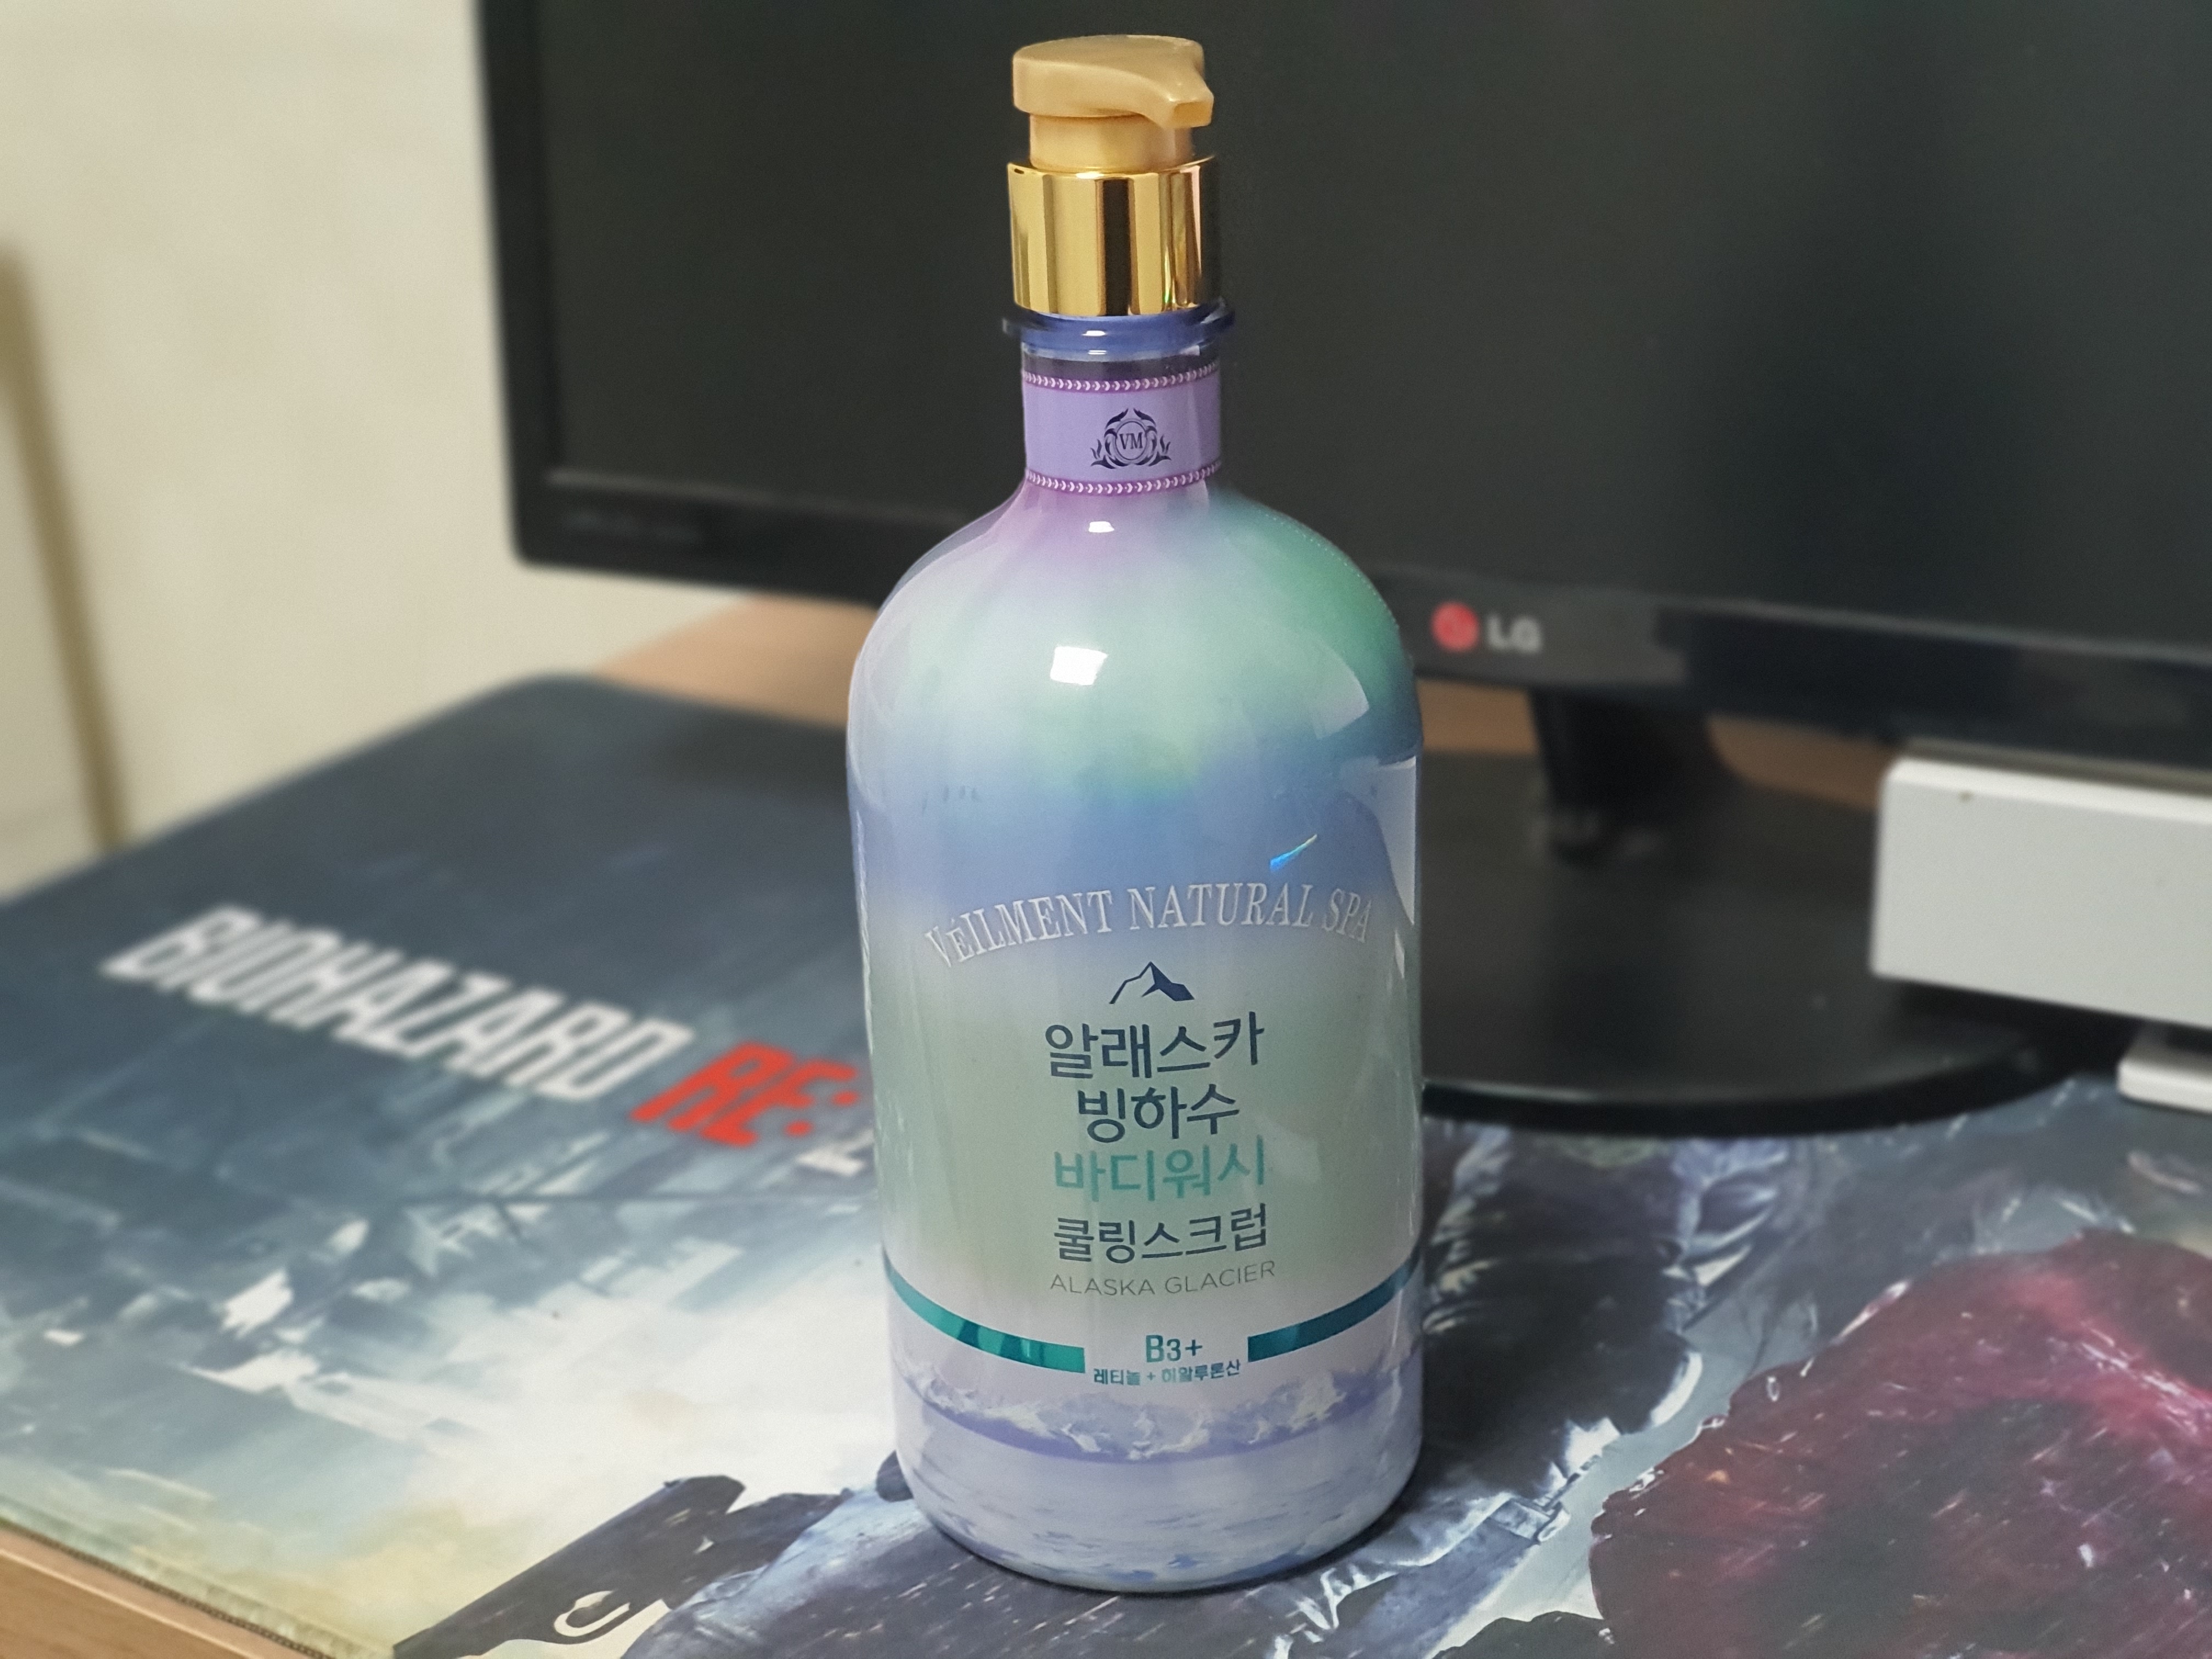 VM
LG
VEILMENT NATURAL SPA
알래스카
빙하수
바디워시
쿨링스크럽
ALASKA GLACIER
B3+
레티놀 + 히알루론산
BIOHAZARD RE: